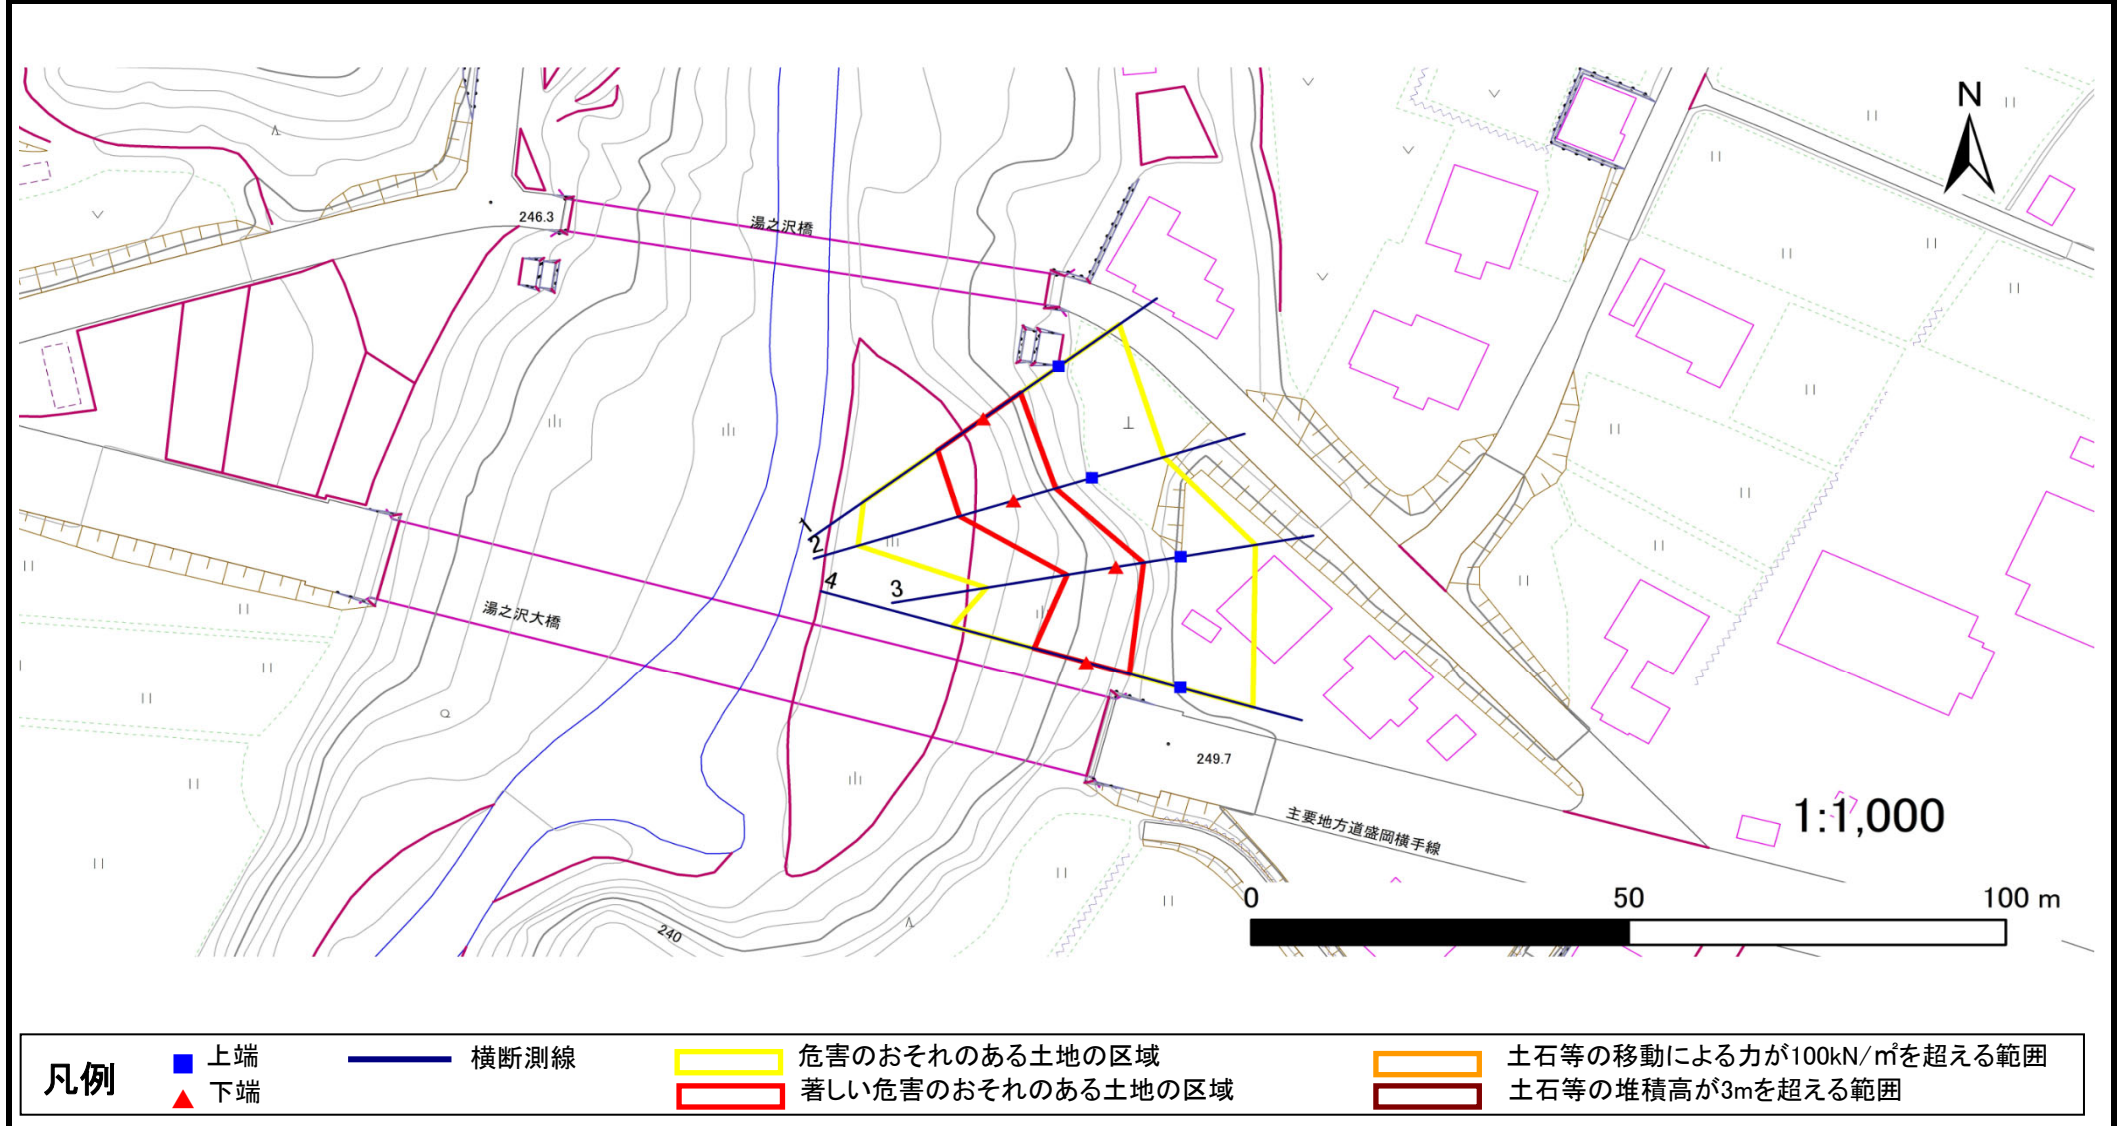 N
246.3
湯之沢橋
1
2
4
3
湯之沢大橋
249.7
主要地方道盛岡横手線
1:1,000
240
0 50 100 m
凡例
上端
下端
横断測線
危害のおそれのある土地の区域
著しい危害のおそれのある土地の区域
土石等の移動による力が100kN/㎡を超える範囲
土石等の堆積高が3mを超える範囲